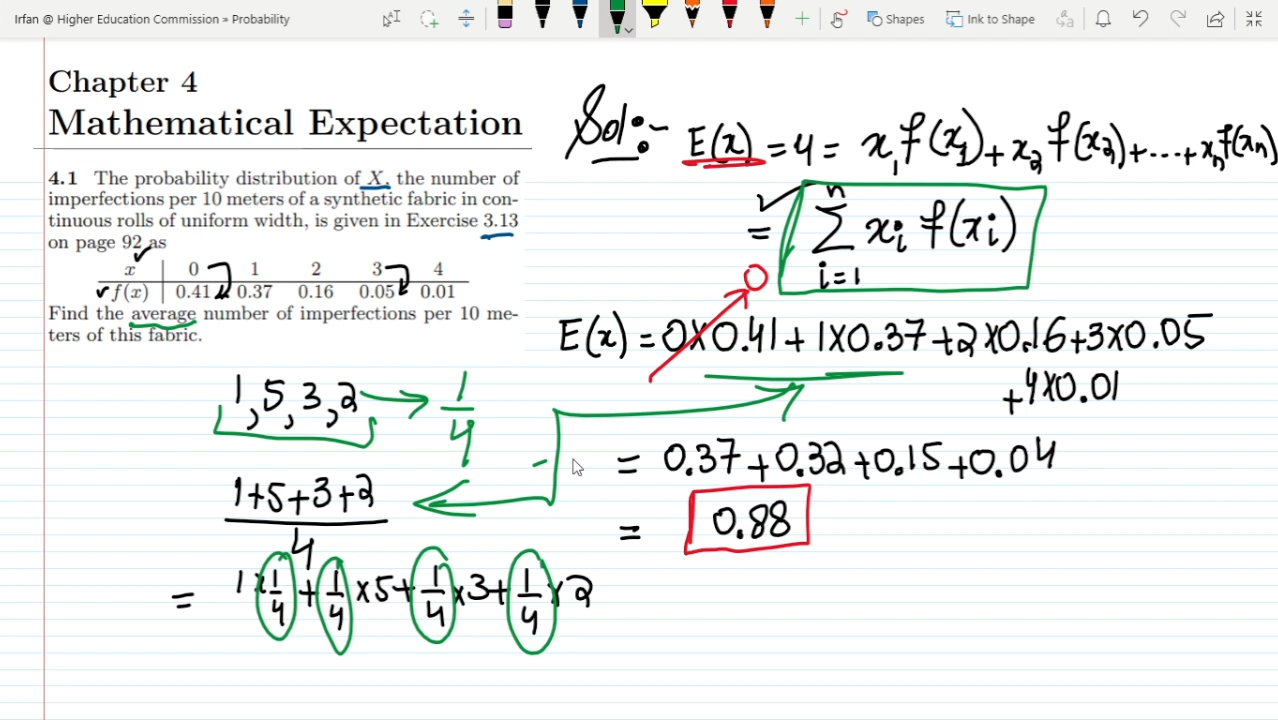 Irfan @ Higher Education Commission » Probability
Shapes
Ink to Shape
Chapter 4
Mathematical Expectation
4.1 The probability distribution of X, the number of
imperfections per 10 meters of a synthetic fabric in con-
tinuous rolls of uniform width, is given in Exercise 3.13
on page 92 as
x 0 1 2 3 4
f(x) 0.41 0.37 0.16 0.05 0.01
Find the average number of imperfections per 10 me-
ters of this fabric.
1, 5, 3, 2 → 1/4
1+5+3+2
4
= 1×1/4 + 1/4 ×5 + 1/4 ×3 + 1/4 ×2
Sol:-
E(x) = 4 = x₁f(x₁) + x₂f(x₂) + ... + xₙf(xₙ)
= n∑i=1 xᵢ f(xi)
0
E(x) = 0×0.41 + 1×0.37 + 2×0.16 + 3×0.05
+ 4×0.01
= 0.37 + 0.32 + 0.15 + 0.04
= 0.88